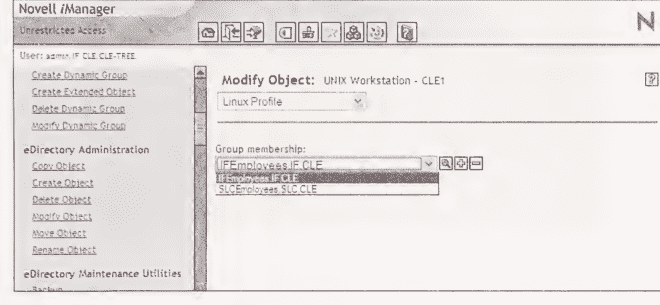 Novell iManager
Unrestricted Access
N
User: admin.IF.CLE.CLE-TREE.
Create Dynamic Group
Create Extended Object
Delete Dynamic Group
Modify Dynamic Group
eDirectory Administration
Copy Object
Create Object
Delete Object
Modify Object
Move Object
Rename Object
eDirectory Maintenance Utilities
Backup
Modify Object: UNIX Workstation - CLE1
?
Linux Profile
Group membership:
IFEmployees.IF.CLE
IFEmployees.IF.CLE
SLCEmployees.SLC.CLE